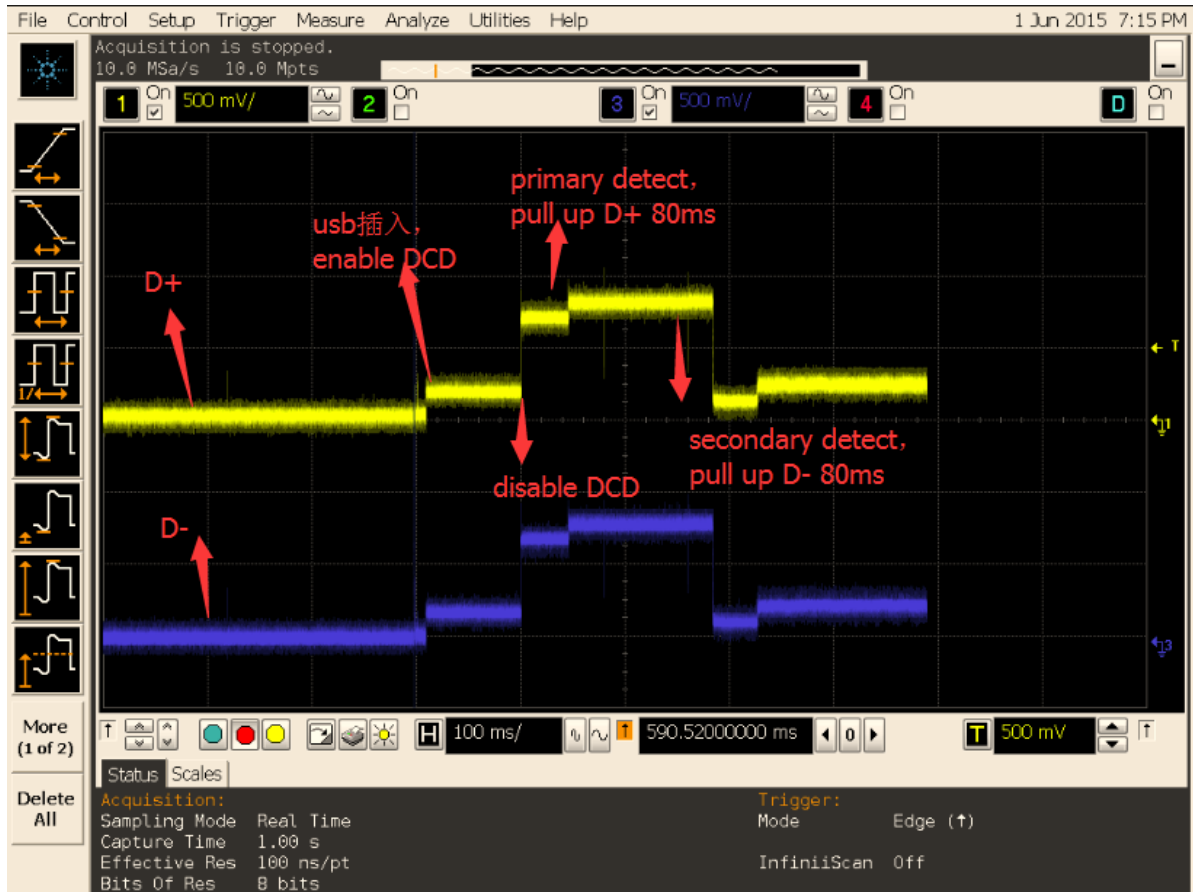 File Control Setup Trigger Measure Analyze Utilities Help 1 Jun 2015 7:15 PM
Acquisition is stopped.
10.0 MSa/s 10.0 Mpts
1 On 500 mV/ 2 On 3 On 500 mV/ 4 On D On
primary detect,
pull up D+ 80ms
usb插入,
enable DCD
D+
T
1
secondary detect,
pull up D- 80ms
disable DCD
D-
3
1/
More
(1 of 2)
Delete
All
H 100 ms/ 590.52000000 ms 0 T 500 mV
Status Scales
Acquisition:
Sampling Mode Real Time
Capture Time 1.00 s
Effective Res 100 ns/pt
Bits Of Res 8 bits
Trigger:
Mode Edge (↑)
InfiniiScan Off